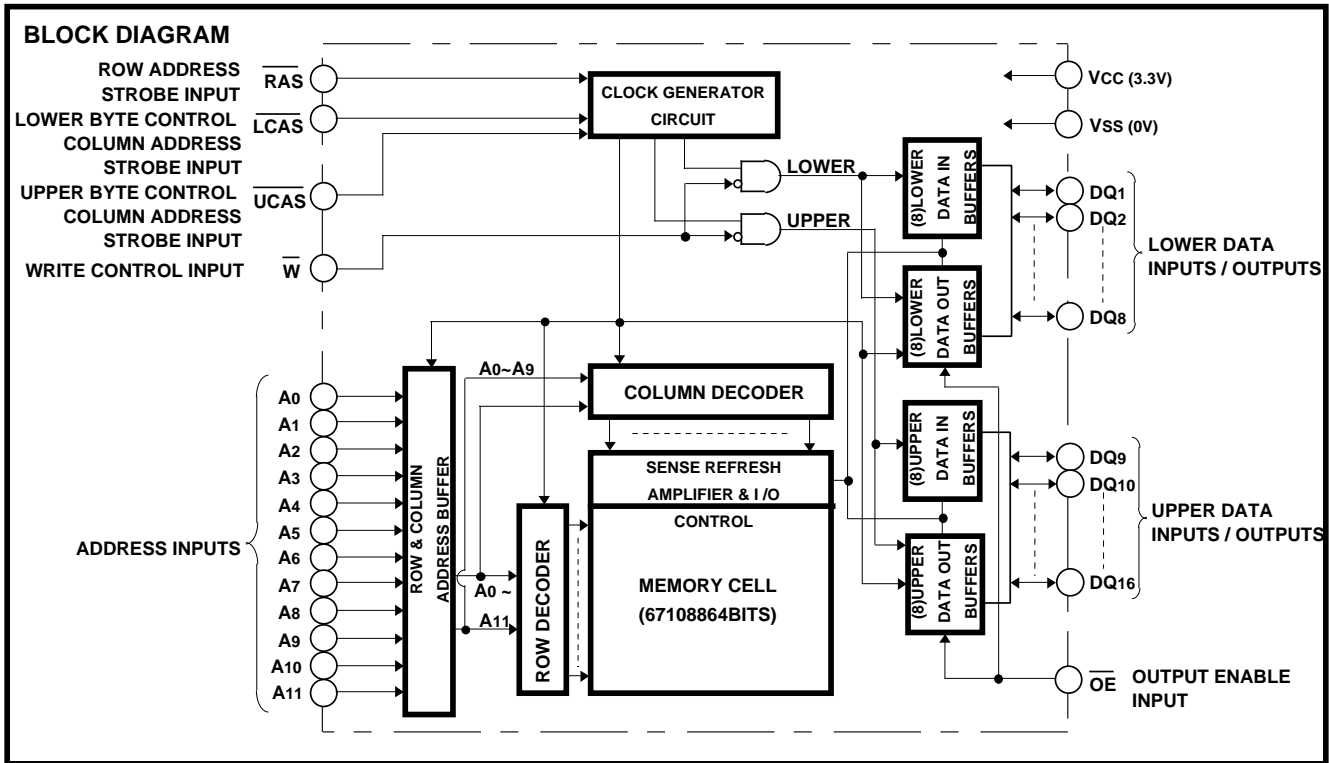 BLOCK DIAGRAM
ROW ADDRESS
STROBE INPUT
RAS
LOWER BYTE CONTROL
COLUMN ADDRESS
STROBE INPUT
LCAS
UPPER BYTE CONTROL
COLUMN ADDRESS
STROBE INPUT
UCAS
WRITE CONTROL INPUT
W
CLOCK GENERATOR
CIRCUIT
LOWER
UPPER
VCC (3.3V)
VSS (0V)
(8)LOWER
DATA IN
BUFFERS
(8)LOWER
DATA OUT
BUFFERS
DQ1
DQ2
DQ8
LOWER DATA
INPUTS / OUTPUTS
ADDRESS INPUTS
A0
A1
A2
A3
A4
A5
A6
A7
A8
A9
A10
A11
ROW & COLUMN
ADDRESS BUFFER
A0~A9
COLUMN DECODER
SENSE REFRESH
AMPLIFIER & I /O
CONTROL
A0 ~
A11
ROW DECODER
MEMORY CELL
(67108864BITS)
(8)UPPER
DATA IN
BUFFERS
(8)UPPER
DATA OUT
BUFFERS
DQ9
DQ10
DQ16
UPPER DATA
INPUTS / OUTPUTS
OE
OUTPUT ENABLE
INPUT